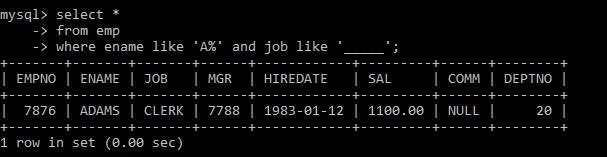 mysql> select *
    -> from emp
    -> where ename like 'A%' and job like '_____';
+-------+-------+-------+------+------------+---------+------+--------+
| EMPNO | ENAME | JOB   | MGR  | HIREDATE   | SAL     | COMM | DEPTNO |
+-------+-------+-------+------+------------+---------+------+--------+
|  7876 | ADAMS | CLERK | 7788 | 1983-01-12 | 1100.00 | NULL |     20 |
+-------+-------+-------+------+------------+---------+------+--------+
1 row in set (0.00 sec)